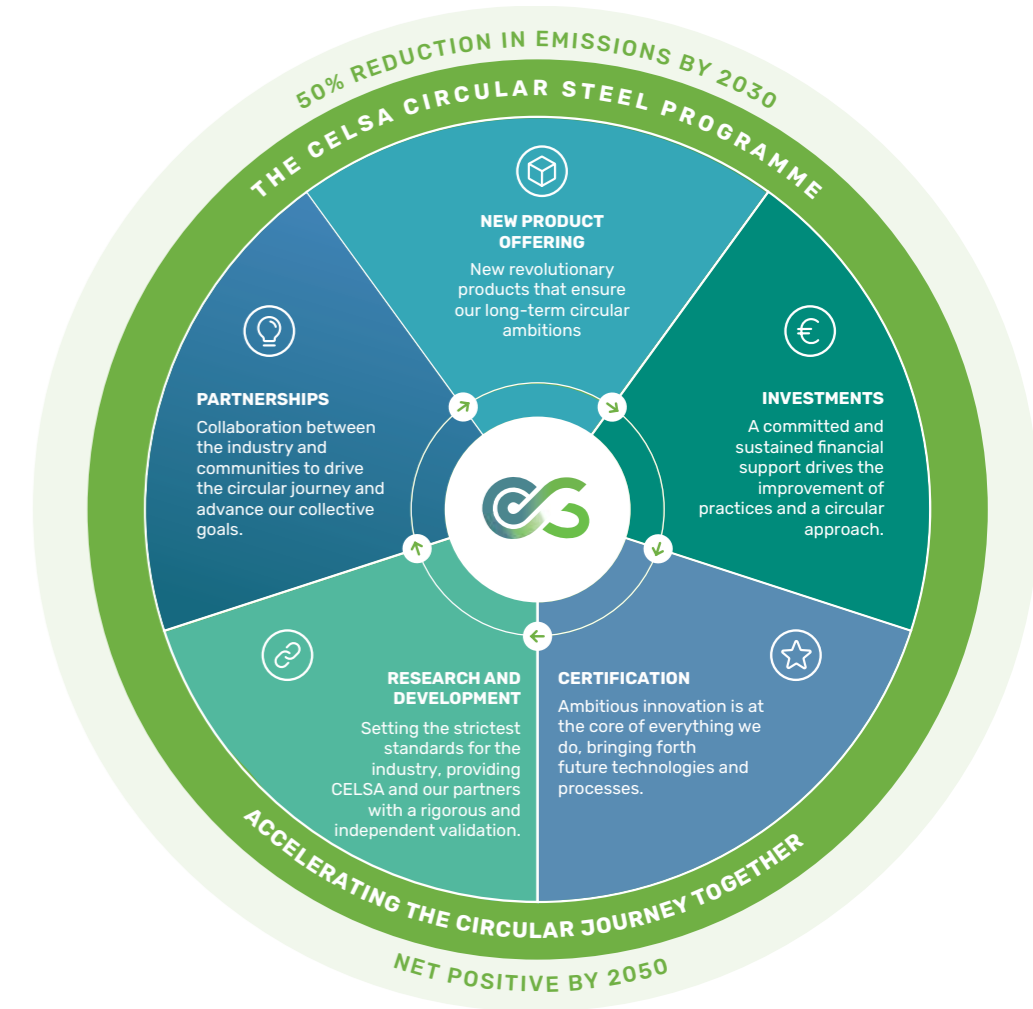 50% REDUCTION IN EMISSIONS BY 2030
THE CELSA CIRCULAR STEEL PROGRAMME
NEW PRODUCT
OFFERING
New revolutionary
products that ensure
our long-term circular
ambitions
INVESTMENTS
A committed and
sustained financial
support drives the
improvement of
practices and a circular
approach.
CERTIFICATION
Ambitious innovation is at
the core of everything we
do, bringing forth
future technologies and
processes.
RESEARCH AND
DEVELOPMENT
Setting the strictest
standards for the
industry, providing
CELSA and our partners
with a rigorous and
independent validation.
PARTNERSHIPS
Collaboration between
the industry and
communities to drive
the circular journey and
advance our collective
goals.
ACCELERATING THE CIRCULAR JOURNEY TOGETHER
NET POSITIVE BY 2050